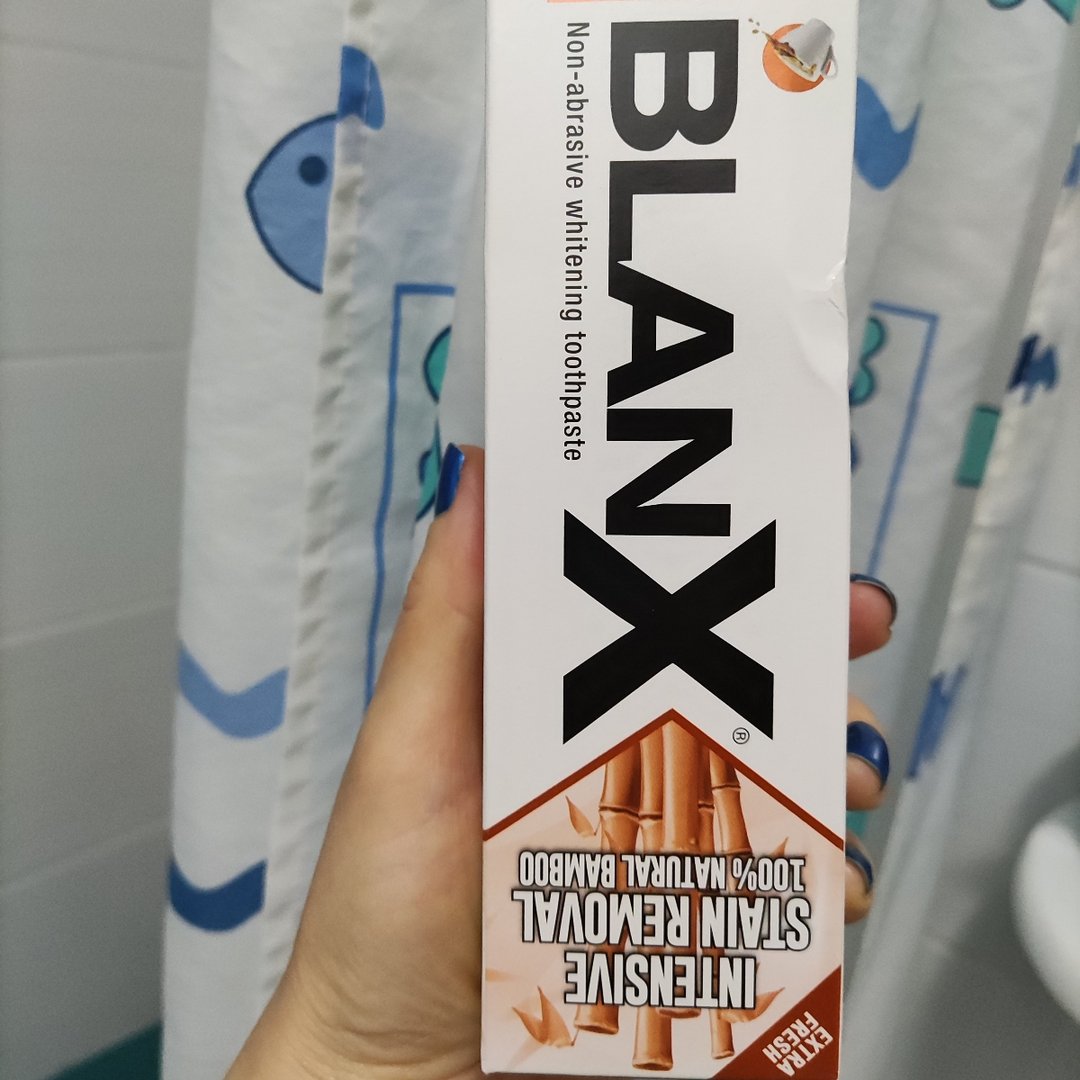 BLANX®
Non-abrasive whitening toothpaste
INTENSIVE
STAIN REMOVAL
100% NATURAL BAMBOO
EXTRA
FRESH